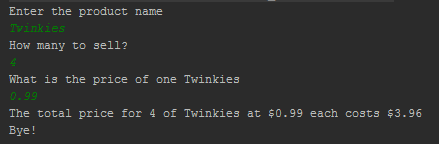 Enter the product name
Twinkies
How many to sell?
4
What is the price of one Twinkies
0.99
The total price for 4 of Twinkies at $0.99 each costs $3.96
Bye!